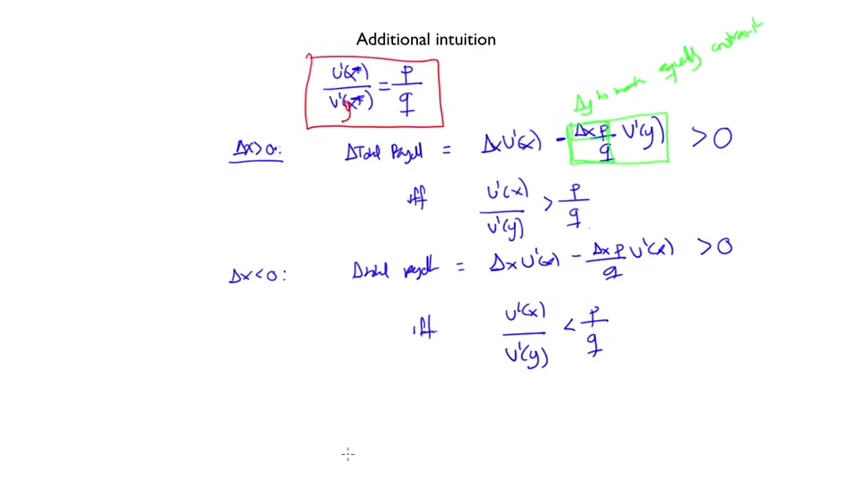 Additional intuition
U'(x*) / V'(y*) = p / q
Δy to match equality constraint
Δx>0: ΔTotal Payoff = ΔxU'(x) - Δxp/q V'(y) > 0
iff U'(x) / V'(y) > p / q
Δx<0: Δtotal payoff = ΔxU'(x) - Δxp/q U'(x) > 0
iff U'(x) / V'(y) < p / q